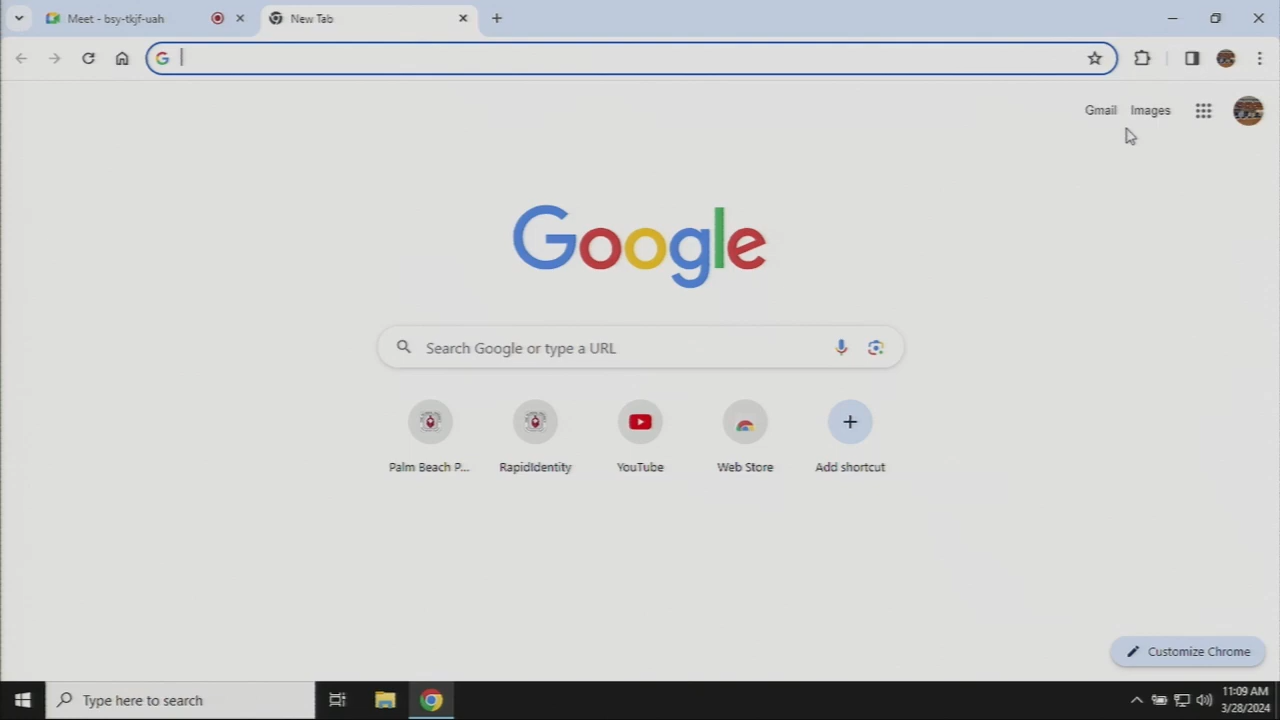 Meet - bsy-tkjf-uah
New Tab
Gmail Images
Google
Search Google or type a URL
Palm Beach P... RapidIdentity YouTube Web Store Add shortcut
Customize Chrome
Type here to search
11:09 AM
3/28/2024